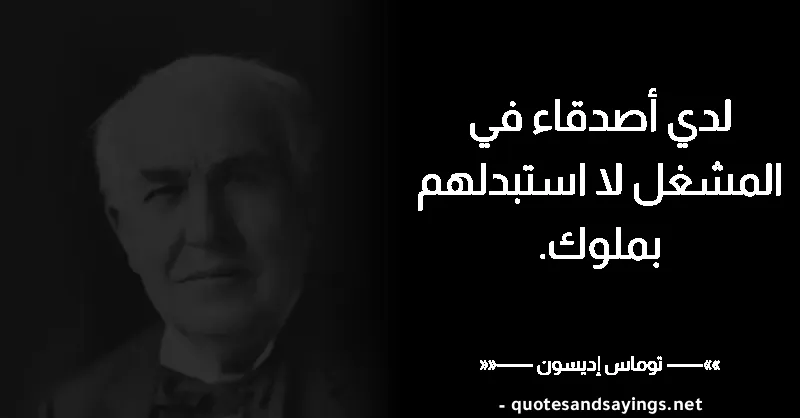 لدي أصدقاء في
المشغل لا استبدلهم
بملوك.
»»—— توماس إديسون ——««
- quotesandsayings.net